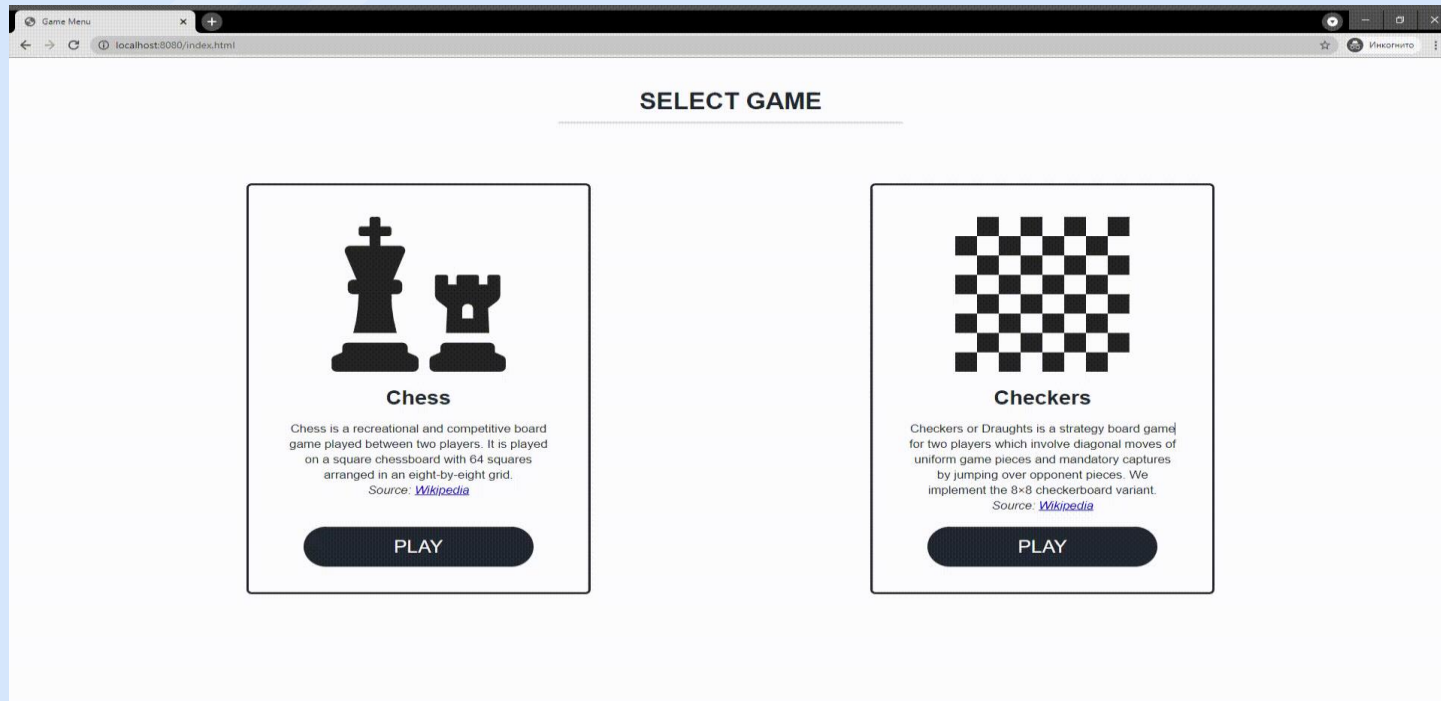 Game Menu
localhost:8080/index.html
Инкогнито
SELECT GAME
Chess
Chess is a recreational and competitive board
game played between two players. It is played
on a square chessboard with 64 squares
arranged in an eight-by-eight grid.
Source: Wikipedia
PLAY
Checkers
Checkers or Draughts is a strategy board game
for two players which involve diagonal moves of
uniform game pieces and mandatory captures
by jumping over opponent pieces. We
implement the 8×8 checkerboard variant.
Source: Wikipedia
PLAY